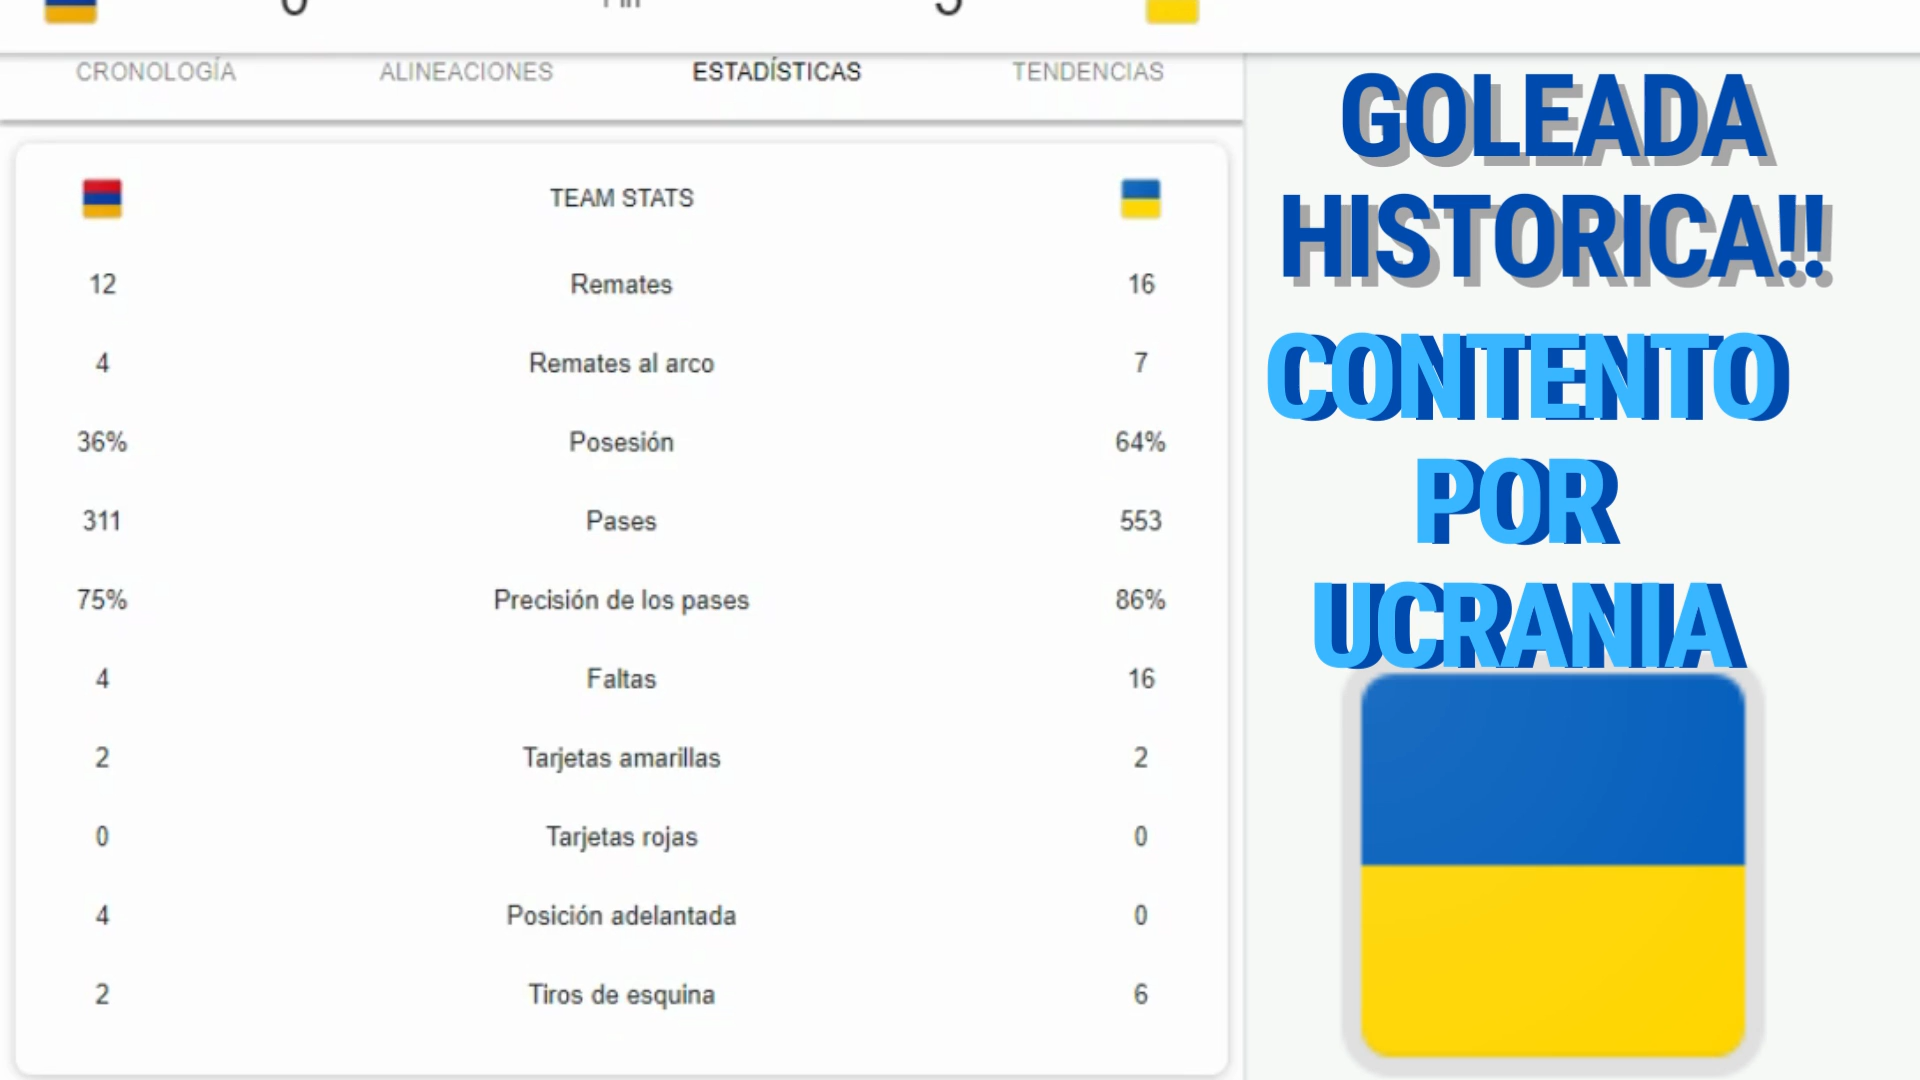 CRONOLOGÍA ALINEACIONES ESTADÍSTICAS TENDENCIAS
TEAM STATS
12 Remates 16
4 Remates al arco 7
36% Posesión 64%
311 Pases 553
75% Precisión de los pases 86%
4 Faltas 16
2 Tarjetas amarillas 2
0 Tarjetas rojas 0
4 Posición adelantada 0
2 Tiros de esquina 6
GOLEADA
HISTORICA!!
CONTENTO
POR
UCRANIA